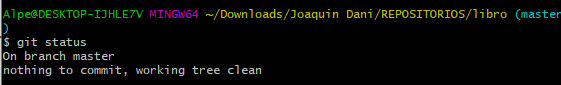 Alpe@DESKTOP-IJHLE7V MINGW64 ~/Downloads/Joaquin Dani/REPOSITORIOS/libro (master
)
$ git status
On branch master
nothing to commit, working tree clean